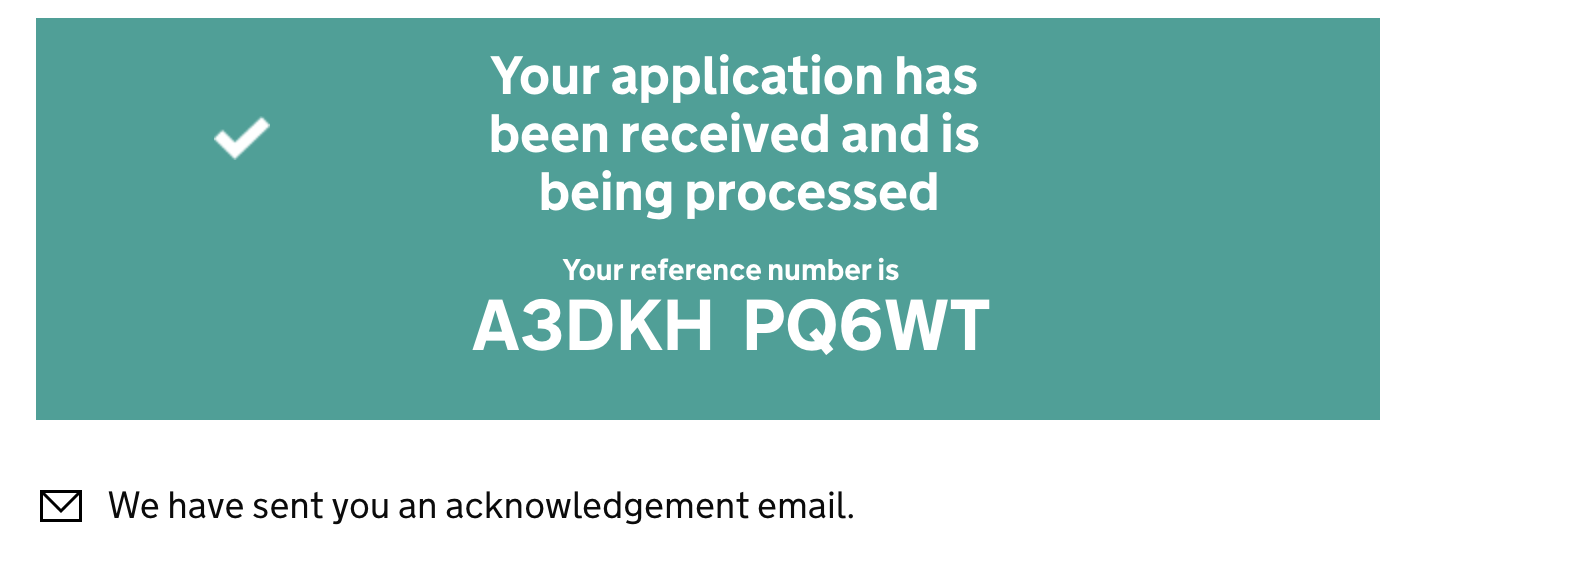 Your application has
been received and is
being processed
Your reference number is
A3DKH PQ6WT
We have sent you an acknowledgement email.